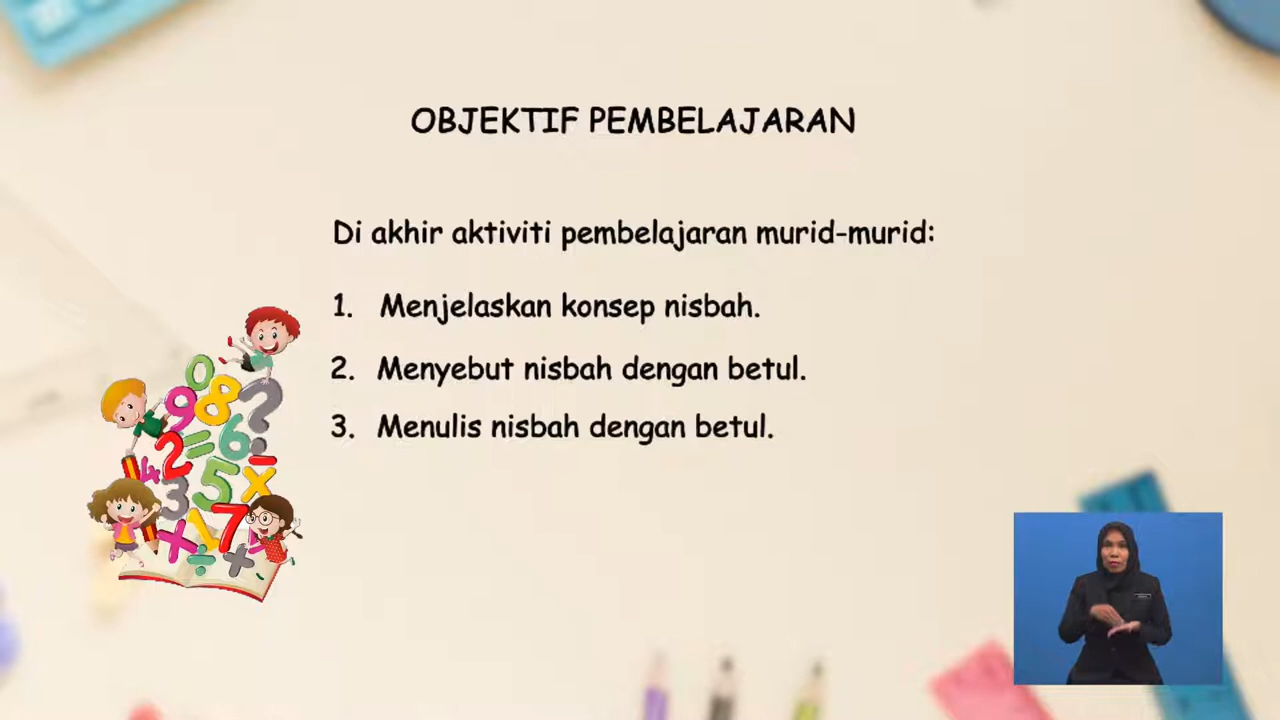 OBJEKTIF PEMBELAJARAN
Di akhir aktiviti pembelajaran murid-murid:
1. Menjelaskan konsep nisbah.
2. Menyebut nisbah dengan betul.
3. Menulis nisbah dengan betul.